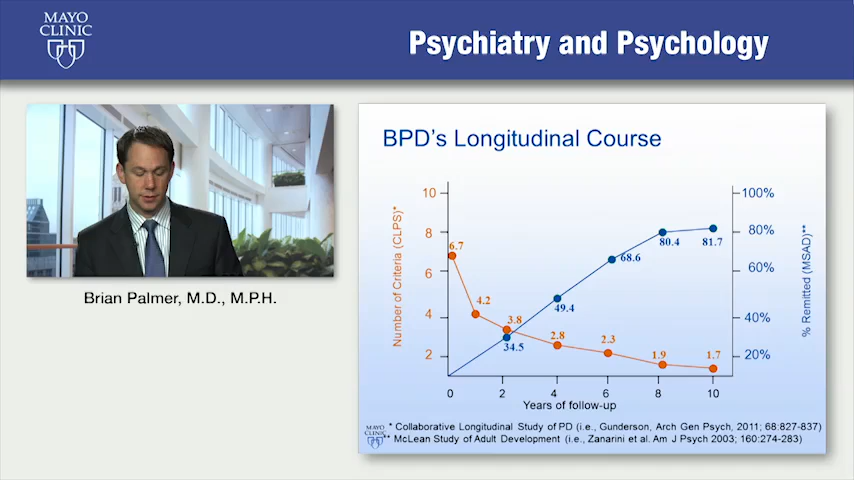 MAYO
CLINIC
Psychiatry and Psychology
Brian Palmer, M.D., M.P.H.
BPD's Longitudinal Course
Number of Criteria (CLPS)*
10
8
6
4
2
6.7
4.2
3.8
2.8
2.3
1.9
1.7
34.5
49.4
68.6
80.4
81.7
100%
80%
60%
40%
20%
% Remitted (MSAD)**
0 2 4 6 8 10
Years of follow-up
MAYO
CLINIC
* Collaborative Longitudinal Study of PD (i.e., Gunderson, Arch Gen Psych, 2011; 68:827-837)
** McLean Study of Adult Development (i.e., Zanarini et al. Am J Psych 2003; 160:274-283)